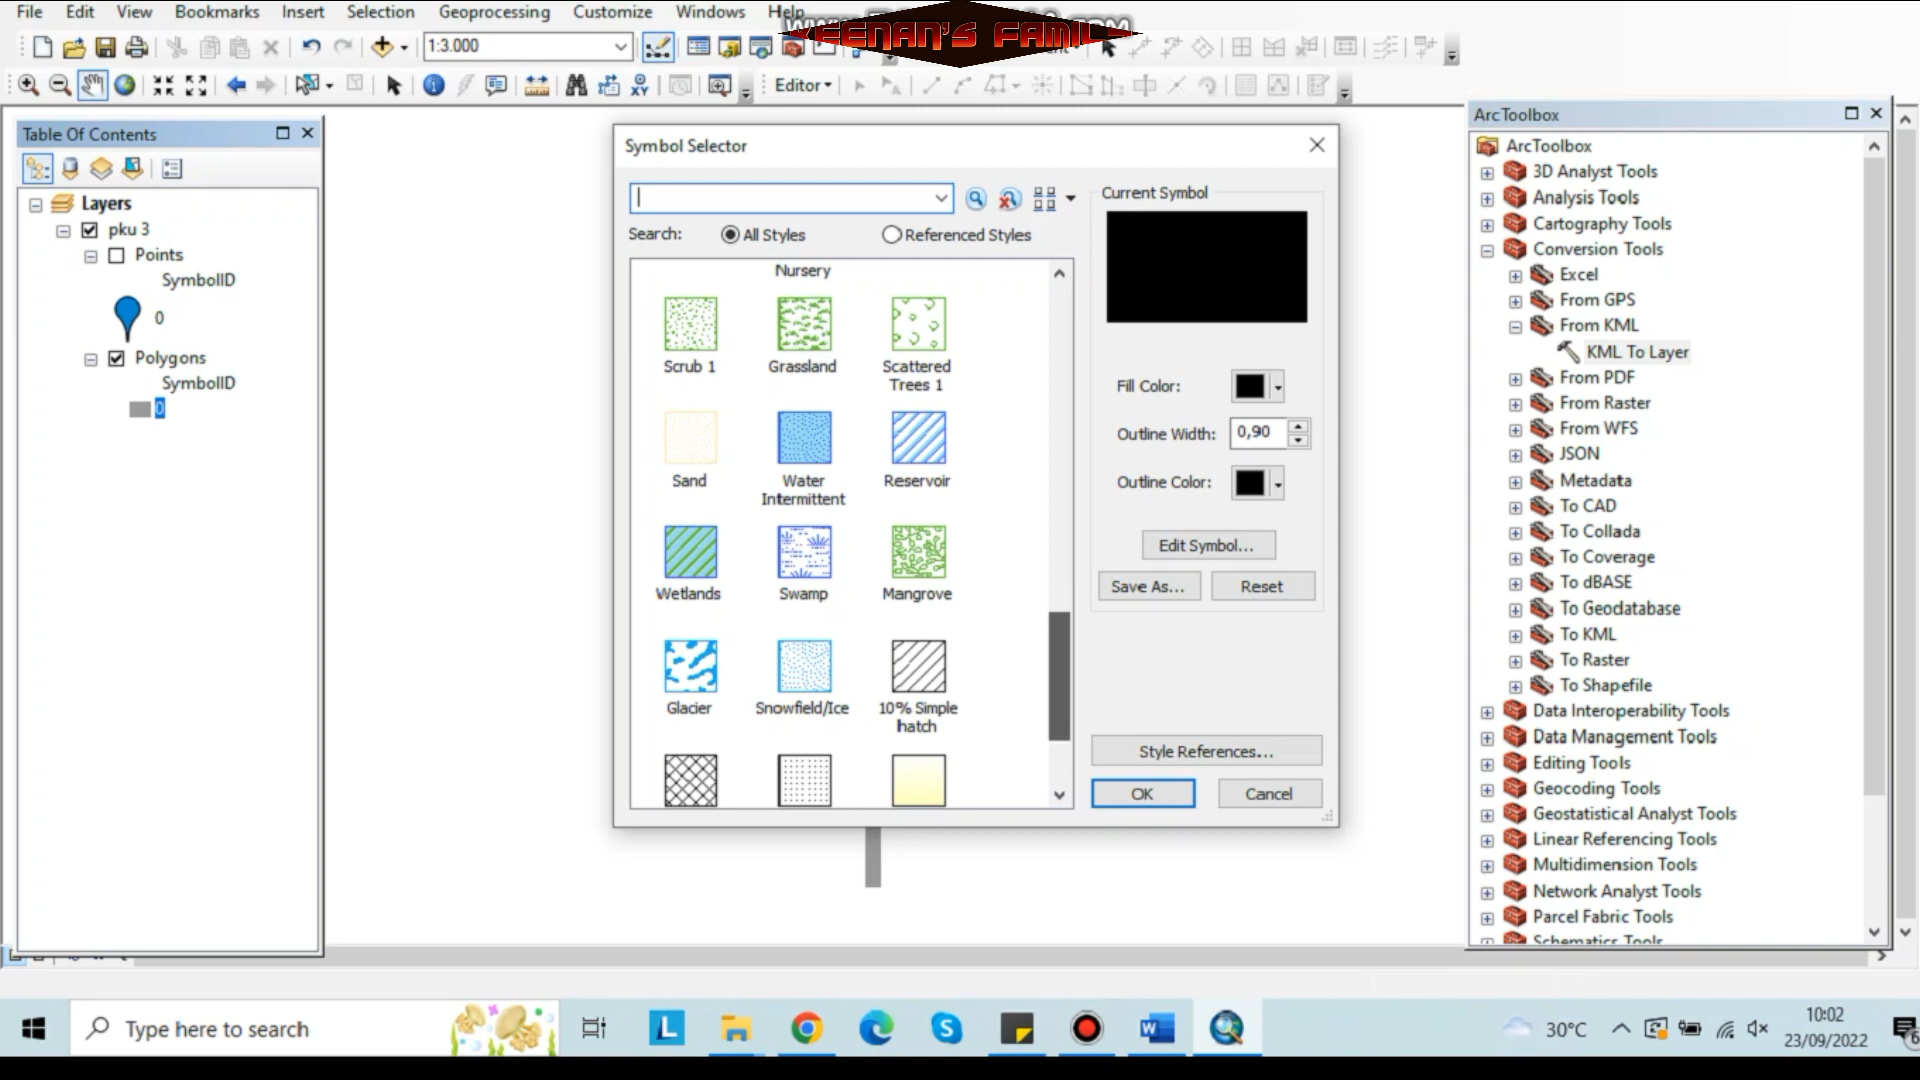 File Edit View Bookmarks Insert Selection Geoprocessing Customize Windows Help
KEENAN'S FAMILY
1:3.000
Editor
Table Of Contents
Layers
pku 3
Points
SymbolID
0
Polygons
SymbolID
0
Symbol Selector
Search: All Styles Referenced Styles
Nursery
Scrub 1 Grassland Scattered
Trees 1
Sand Water Reservoir
Intermittent
Wetlands Swamp Mangrove
Glacier Snowfield/Ice 10% Simple
hatch
Current Symbol
Fill Color:
Outline Width: 0,90
Outline Color:
Edit Symbol...
Save As... Reset
Style References...
OK Cancel
ArcToolbox
ArcToolbox
3D Analyst Tools
Analysis Tools
Cartography Tools
Conversion Tools
Excel
From GPS
From KML
KML To Layer
From PDF
From Raster
From WFS
JSON
Metadata
To CAD
To Collada
To Coverage
To dBASE
To Geodatabase
To KML
To Raster
To Shapefile
Data Interoperability Tools
Data Management Tools
Editing Tools
Geocoding Tools
Geostatistical Analyst Tools
Linear Referencing Tools
Multidimension Tools
Network Analyst Tools
Parcel Fabric Tools
Schematics Tools
Type here to search
30°C
10:02
23/09/2022
6